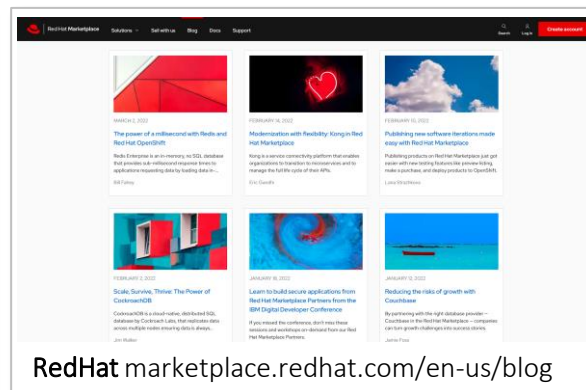 Red Hat Marketplace Solutions Sell with us Blog Docs Support Search Log in Create account
MARCH 2, 2022
The power of a millisecond with Redis and
Red Hat OpenShift
Redis Enterprise is an in-memory, no SQL, database
that provides sub-millisecond response times to
applications requesting data by loading data in-...
Bill Fahey
FEBRUARY 14, 2022
Modernization with flexibility: Kong in Red
Hat Marketplace
Kong is a service connectivity platform that enables
organizations to transition to microservices and to
manage the full life cycle of their APIs.
Eric Gandhi
FEBRUARY 10, 2022
Publishing new software iterations made
easy with Red Hat Marketplace
Publishing products on Red Hat Marketplace just got
easier with new testing features like preview listing,
make a purchase, and deploy products to OpenShift.
Lana
FEBRUARY 2, 2022
Scale, Survive, Thrive: The Power of
CockroachDB
CockroachDB is a cloud-native, distributed SQL
database by Cockroach Labs, that replicates data
across multiple nodes ensuring data is always...
Jim Walker
JANUARY 18, 2022
Learn to build secure applications from
Red Hat Marketplace Partners from the
IBM Digital Developer Conference
If you missed the conference, don't miss these
sessions and workshops on-demand from our Red
Hat Marketplace Partners.
JANUARY 12, 2022
Reducing the risks of growth with
Couchbase
By partnering with the right database provider —
Couchbase in the Red Hat Marketplace — companies
can turn growth challenges into success stories.
Jamie
RedHat marketplace.redhat.com/en-us/blog